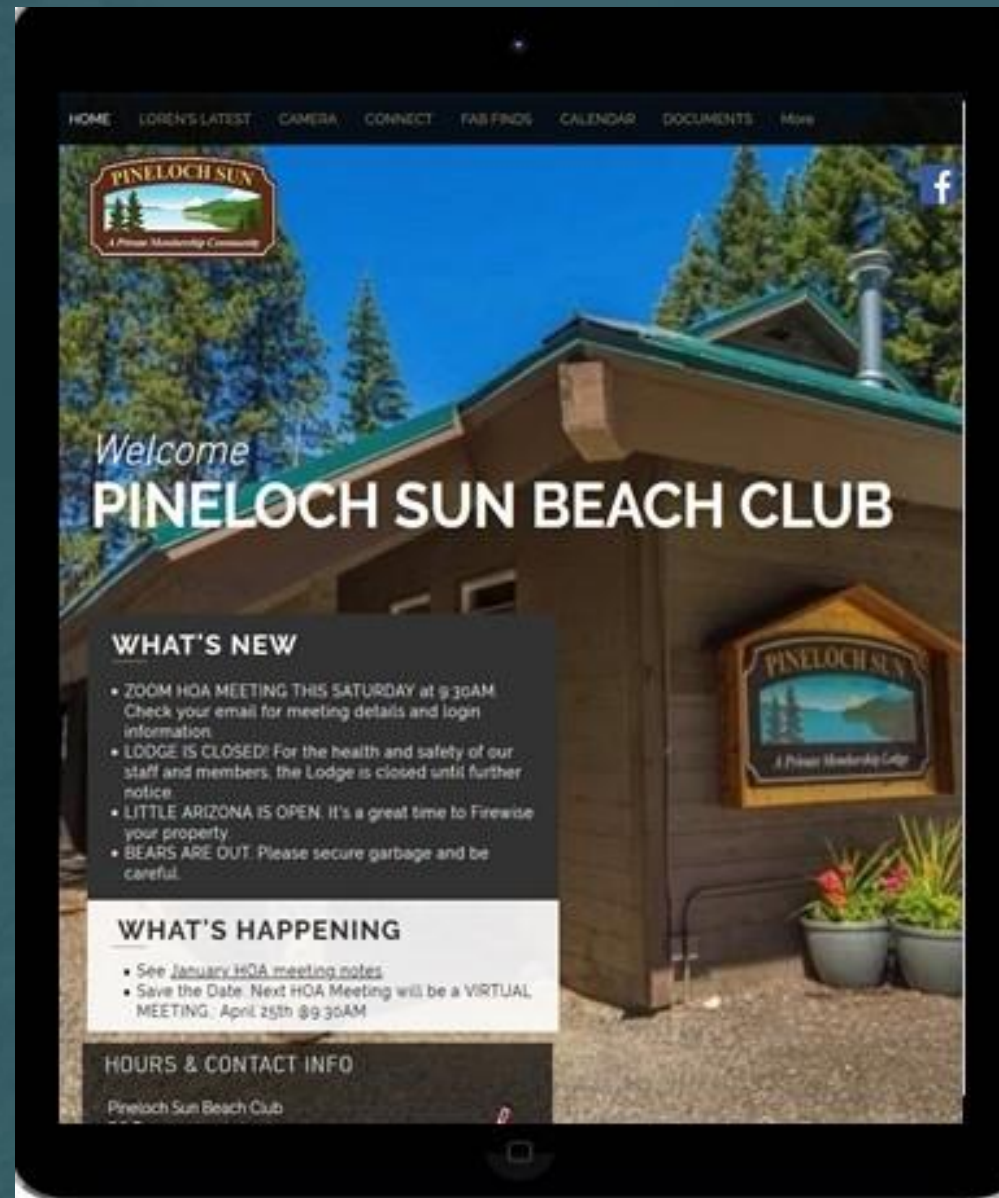 HOME LOREN'S LATEST CAMERA CONNECT FAB FINDS CALENDAR DOCUMENTS More
PINELOCH SUN
A Private Membership Community
f
Welcome
PINELOCH SUN BEACH CLUB
WHAT'S NEW
• ZOOM HOA MEETING THIS SATURDAY at 9:30AM.
Check your email for meeting details and login
information.
• LODGE IS CLOSED! For the health and safety of our
staff and members, the Lodge is closed until further
notice.
• LITTLE ARIZONA IS OPEN. It's a great time to Firewise
your property.
• BEARS ARE OUT. Please secure garbage and be
careful.
PINELOCH SUN
A Private Membership Lodge
WHAT'S HAPPENING
• See January HOA meeting notes
• Save the Date. Next HOA Meeting will be a VIRTUAL
MEETING.: April 25th @9:30AM
HOURS & CONTACT INFO
Pineloch Sun Beach Club